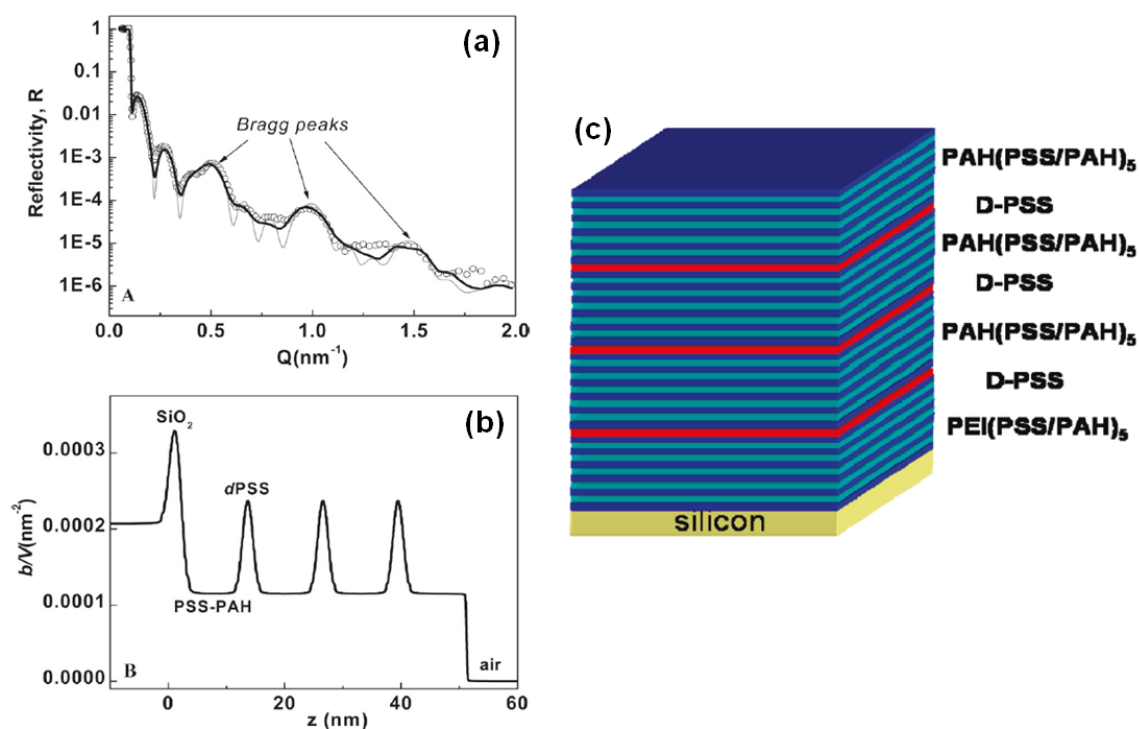 (a)
Reflectivity, R
1
0.1
0.01
1E-3
1E-4
1E-5
1E-6
Bragg peaks
A
0.0
0.5
1.0
1.5
2.0
Q(nm⁻¹)
(b)
b/V(nm⁻²)
0.0003
0.0002
0.0001
0.0000
SiO₂
dPSS
PSS-PAH
air
B
0
20
40
60
z (nm)
(c)
PAH(PSS/PAH)₅
D-PSS
PAH(PSS/PAH)₅
D-PSS
PAH(PSS/PAH)₅
D-PSS
PEI(PSS/PAH)₅
silicon